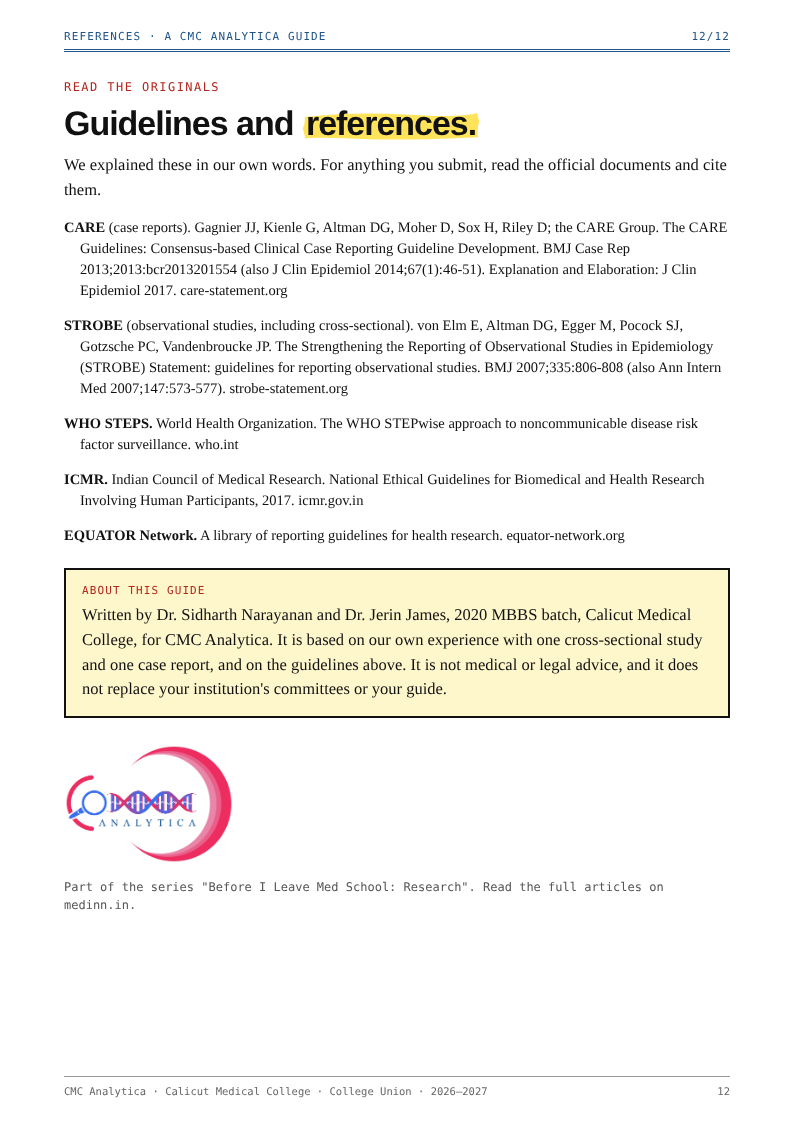 REFERENCES · A CMC ANALYTICA GUIDE 12/12
READ THE ORIGINALS
Guidelines and references.
We explained these in our own words. For anything you submit, read the official documents and cite
them.
CARE (case reports). Gagnier JJ, Kienle G, Altman DG, Moher D, Sox H, Riley D; the CARE Group. The CARE
Guidelines: Consensus-based Clinical Case Reporting Guideline Development. BMJ Case Rep
2013;2013:bcr2013201554 (also J Clin Epidemiol 2014;67(1):46-51). Explanation and Elaboration: J Clin
Epidemiol 2017. care-statement.org
STROBE (observational studies, including cross-sectional). von Elm E, Altman DG, Egger M, Pocock SJ,
Gotzsche PC, Vandenbroucke JP. The Strengthening the Reporting of Observational Studies in Epidemiology
(STROBE) Statement: guidelines for reporting observational studies. BMJ 2007;335:806-808 (also Ann Intern
Med 2007;147:573-577). strobe-statement.org
WHO STEPS. World Health Organization. The WHO STEPwise approach to noncommunicable disease risk
factor surveillance. who.int
ICMR. Indian Council of Medical Research. National Ethical Guidelines for Biomedical and Health Research
Involving Human Participants, 2017. icmr.gov.in
EQUATOR Network. A library of reporting guidelines for health research. equator-network.org
ABOUT THIS GUIDE
Written by Dr. Sidharth Narayanan and Dr. Jerin James, 2020 MBBS batch, Calicut Medical
College, for CMC Analytica. It is based on our own experience with one cross-sectional study
and one case report, and on the guidelines above. It is not medical or legal advice, and it does
not replace your institution's committees or your guide.
ANALYTICA
Part of the series "Before I Leave Med School: Research". Read the full articles on
medinn.in.
CMC Analytica · Calicut Medical College · College Union · 2026–2027 12